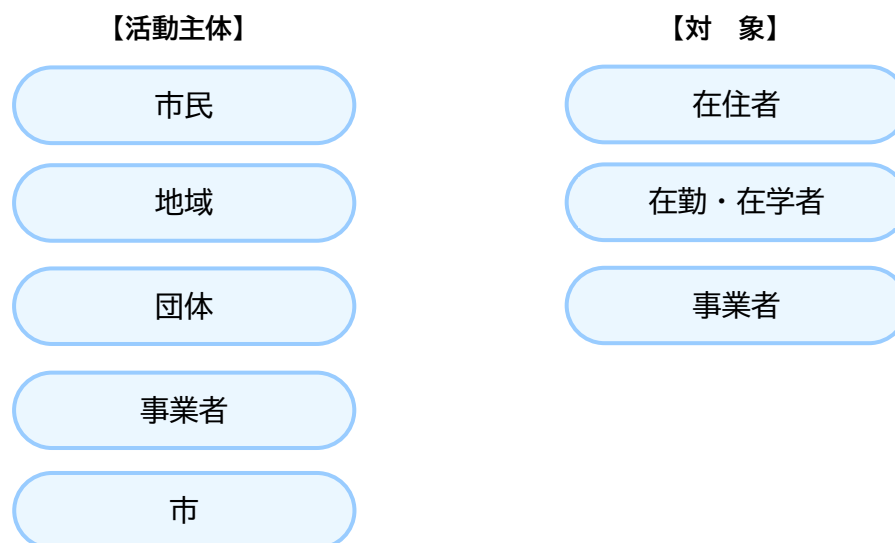 【活動主体】
市民
地域
団体
事業者
市
【対　象】
在住者
在勤・在学者
事業者